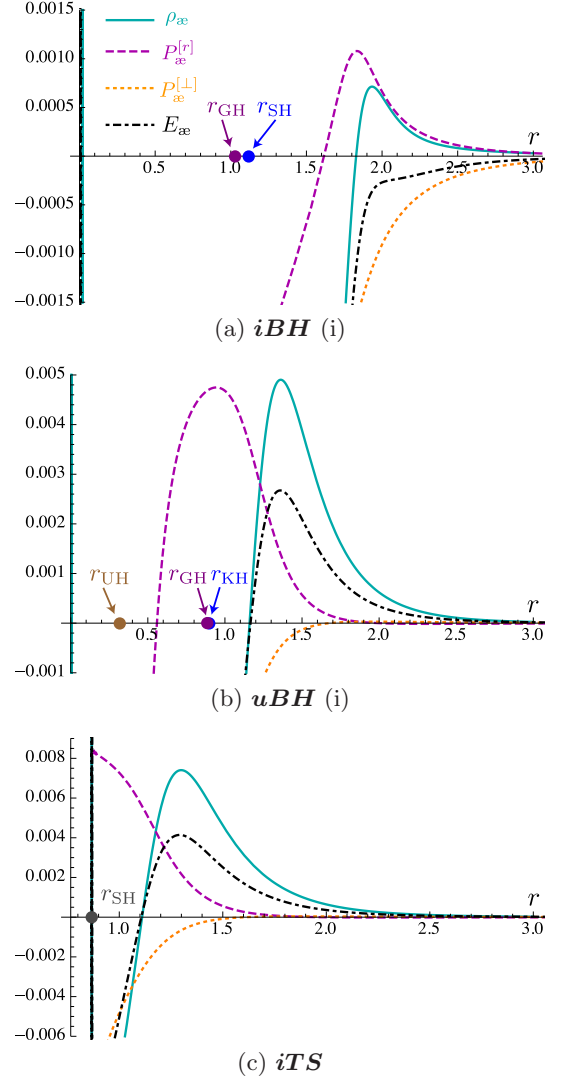 0.0015
0.0010
0.0005
−0.0005
−0.0010
−0.0015
ρæ
Pæ[r]
Pæ[⊥]
Eæ
rGH rSH
r
0.5 1.0 1.5 2.0 2.5 3.0
(a) iBH (i)
0.005
0.004
0.003
0.002
0.001
−0.001
rUH rGH rKH
r
0.5 1.0 1.5 2.0 2.5 3.0
(b) uBH (i)
0.008
0.006
0.004
0.002
−0.002
−0.004
−0.006
rSH
r
1.0 1.5 2.0 2.5 3.0
(c) iTS